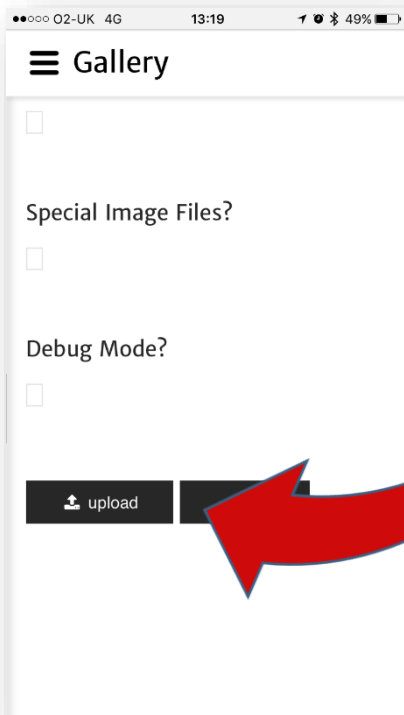 O2-UK 4G 13:19 49%
Gallery
Special Image Files?
Debug Mode?
upload